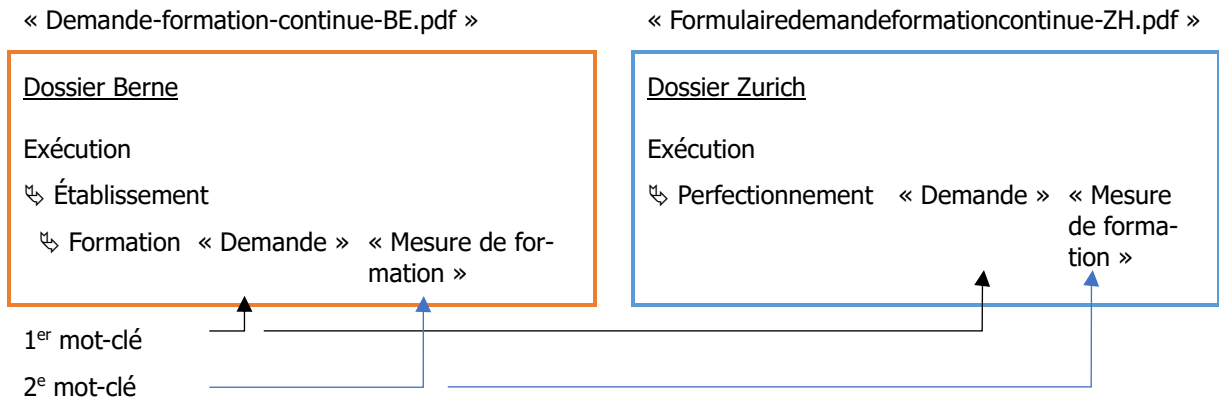 « Demande-formation-continue-BE.pdf »
« Formulairedemandeformationcontinue-ZH.pdf »
Dossier Berne
Exécution
⮱ Établissement
⮱ Formation « Demande » « Mesure de for-
mation »
Dossier Zurich
Exécution
⮱ Perfectionnement « Demande » « Mesure
de forma-
tion »
1er mot-clé
2e mot-clé